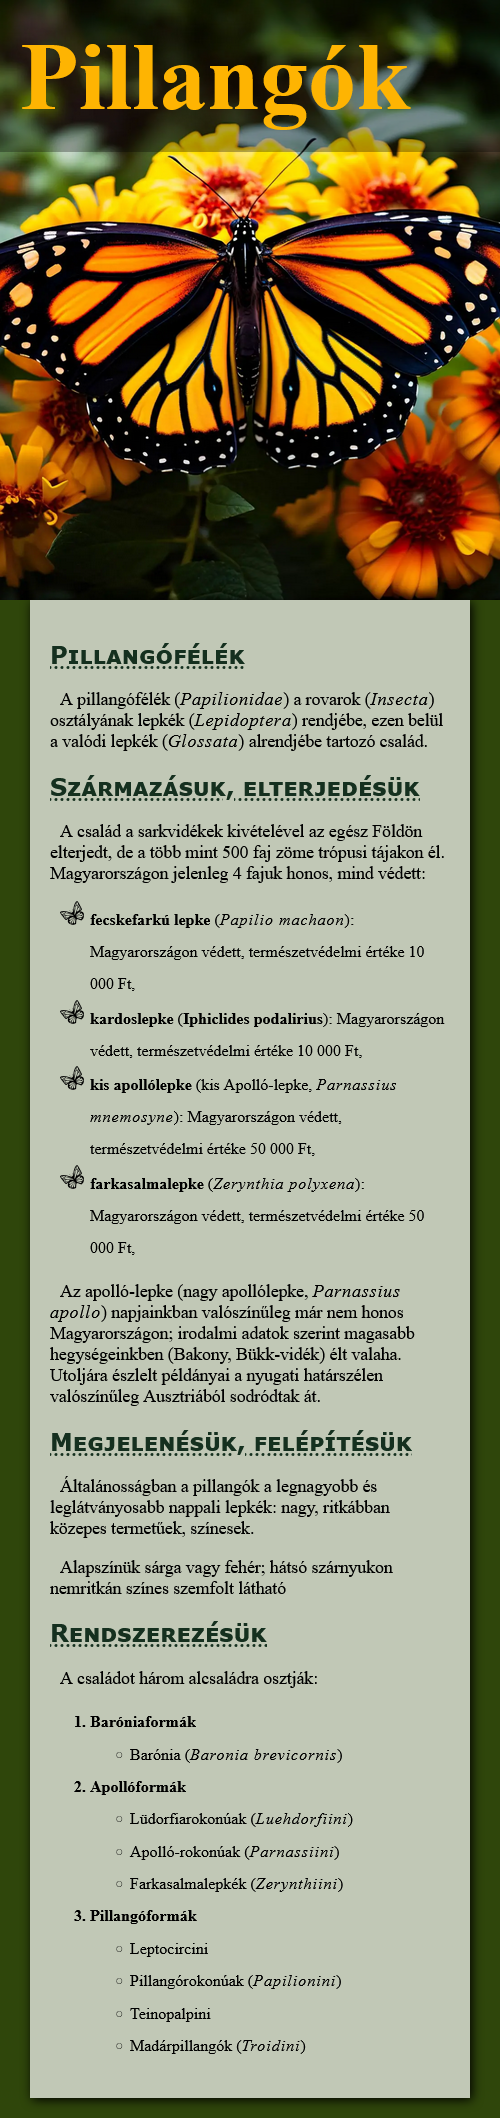 Pillangók
Pillangófélék
A pillangófélék (Papilionidae) a rovarok (Insecta)
osztályának lepkék (Lepidoptera) rendjébe, ezen belül
a valódi lepkék (Glossata) alrendjébe tartozó család.
Származásuk, elterjedésük
A család a sarkvidékek kivételével az egész Földön
elterjedt, de a több mint 500 faj zöme trópusi tájakon él.
Magyarországon jelenleg 4 fajuk honos, mind védett:
fecskefarkú lepke (Papilio machaon):
Magyarországon védett, természetvédelmi értéke 10
000 Ft,
kardoslepke (Iphiclides podalirius): Magyarországon
védett, természetvédelmi értéke 10 000 Ft,
kis apollólepke (kis Apolló-lepke, Parnassius
mnemosyne): Magyarországon védett,
természetvédelmi értéke 50 000 Ft,
farkasalmalepke (Zerynthia polyxena):
Magyarországon védett, természetvédelmi értéke 50
000 Ft,
Az apolló-lepke (nagy apollólepke, Parnassius
apollo) napjainkban valószínűleg már nem honos
Magyarországon; irodalmi adatok szerint magasabb
hegységeinkben (Bakony, Bükk-vidék) élt valaha.
Utoljára észlelt példányai a nyugati határszélen
valószínűleg Ausztriából sodródtak át.
Megjelenésük, felépítésük
Általánosságban a pillangók a legnagyobb és
leglátványosabb nappali lepkék: nagy, ritkábban
közepes termetűek, színesek.
Alapszínük sárga vagy fehér; hátsó szárnyukon
nemritkán színes szemfolt látható
Rendszerezésük
A családot három alcsaládra osztják:
1. Baróniaformák
Barónia (Baronia brevicornis)
2. Apollóformák
Lüdorfiarokonúak (Luehdorfiini)
Apolló-rokonúak (Parnassiini)
Farkasalmalepkék (Zerynthiini)
3. Pillangóformák
Leptocircini
Pillangórokonúak (Papilionini)
Teinopalpini
Madárpillangók (Troidini)